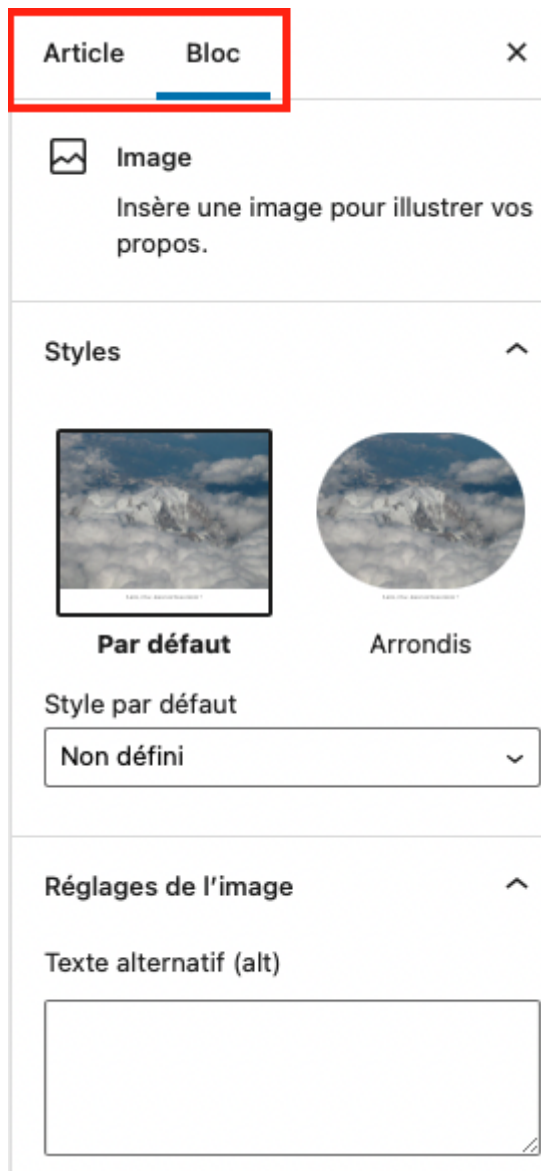 Article Bloc
Image
Insère une image pour illustrer vos
propos.
Styles
Par défaut Arrondis
Style par défaut
Non défini
Réglages de l’image
Texte alternatif (alt)